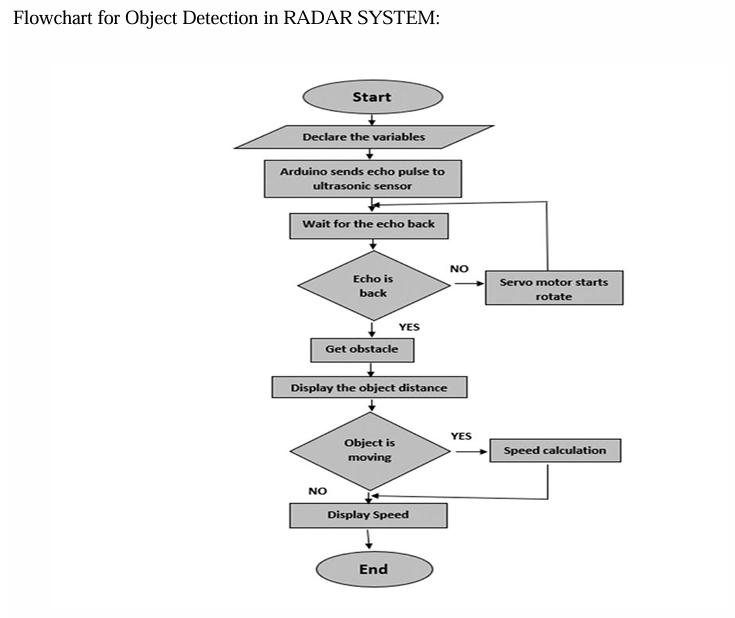 Flowchart for Object Detection in RADAR SYSTEM:
Start
Declare the variables
Arduino sends echo pulse to
ultrasonic sensor
Wait for the echo back
Echo is
back
NO
Servo motor starts
rotate
YES
Get obstacle
Display the object distance
Object is
moving
YES
Speed calculation
NO
Display Speed
End